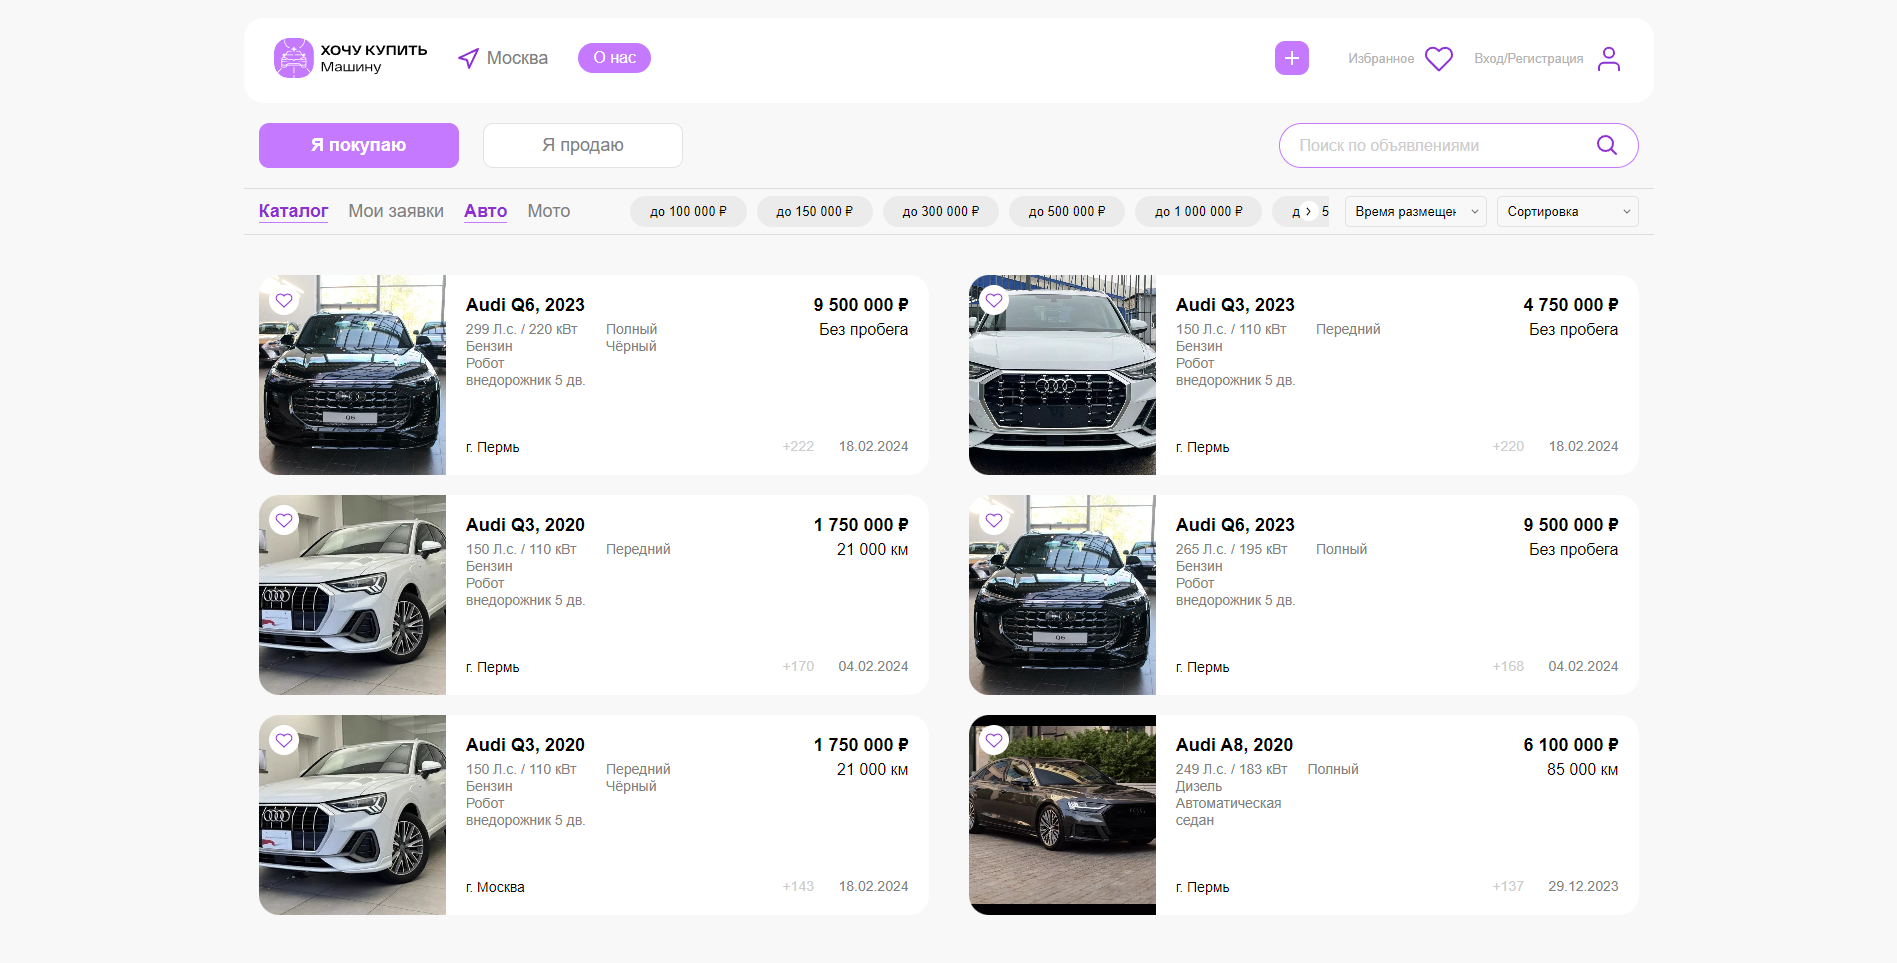 ХОЧУ КУПИТЬ
Машину
Москва
О нас
Избранное
Вход/Регистрация
Я покупаю
Я продаю
Поиск по объявлениями
Каталог
Мои заявки
Авто
Мото
до 100 000 ₽
до 150 000 ₽
до 300 000 ₽
до 500 000 ₽
до 1 000 000 ₽
Время размещен
Сортировка
Audi Q6, 2023
9 500 000 ₽
299 Л.с. / 220 кВт
Полный
Без пробега
Бензин
Чёрный
Робот
внедорожник 5 дв.
г. Пермь
+222
18.02.2024
Q6
Audi Q3, 2023
4 750 000 ₽
150 Л.с. / 110 кВт
Передний
Без пробега
Бензин
Робот
внедорожник 5 дв.
г. Пермь
+220
18.02.2024
Audi Q3, 2020
1 750 000 ₽
150 Л.с. / 110 кВт
Передний
21 000 км
Бензин
Робот
внедорожник 5 дв.
г. Пермь
+170
04.02.2024
Audi Q6, 2023
9 500 000 ₽
265 Л.с. / 195 кВт
Полный
Без пробега
Бензин
Робот
внедорожник 5 дв.
г. Пермь
+168
04.02.2024
Q6
Audi Q3, 2020
1 750 000 ₽
150 Л.с. / 110 кВт
Передний
21 000 км
Бензин
Чёрный
Робот
внедорожник 5 дв.
г. Москва
+143
18.02.2024
Audi A8, 2020
6 100 000 ₽
249 Л.с. / 183 кВт
Полный
85 000 км
Дизель
Автоматическая
седан
г. Пермь
+137
29.12.2023